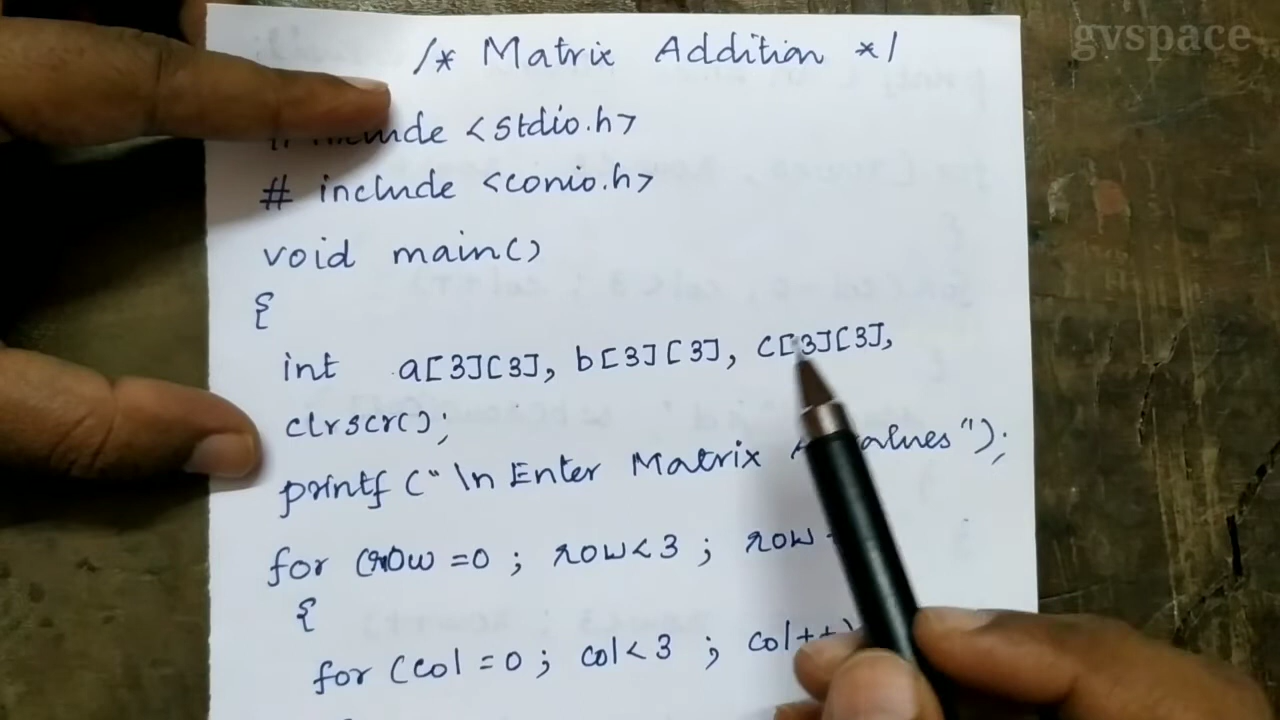 gvspace
/* Matrix Addition */
include <stdio.h>
# include <conio.h>
void main()
{
int a[3][3], b[3][3], c[3][3],
clrscr();
printf ("\n Enter Matrix values");
for (row =0 ; row<3 ; row
{
for (col =0 ; col<3 ; col++)